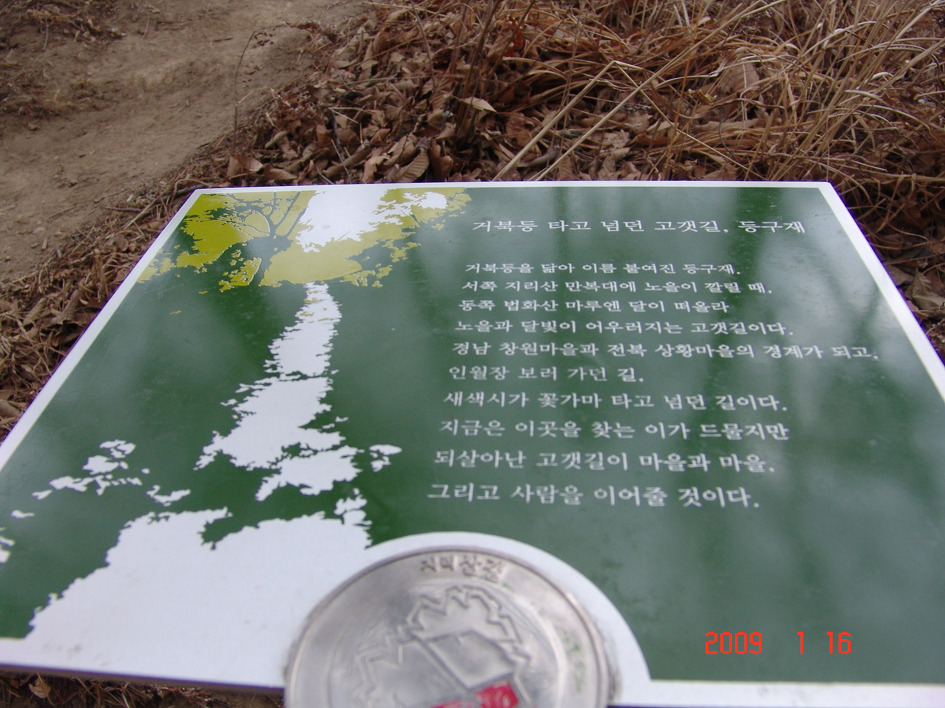 거북등 타고 넘던 고갯길, 등구재
거북등을 닮아 이름 붙여진 등구재.
서쪽 지리산 만복대에 노을이 깔릴 때,
동쪽 법화산 마루엔 달이 떠올라
노을과 달빛이 어우러지는 고갯길이다.
경남 창원마을과 전북 상황마을의 경계가 되고,
인월장 보러 가던 길,
새색시가 꽃가마 타고 넘던 길이다.
지금은 이곳을 찾는 이가 드물지만
되살아난 고갯길이 마을과 마을,
그리고 사람을 이어줄 것이다.
지리산길
2009 1 16